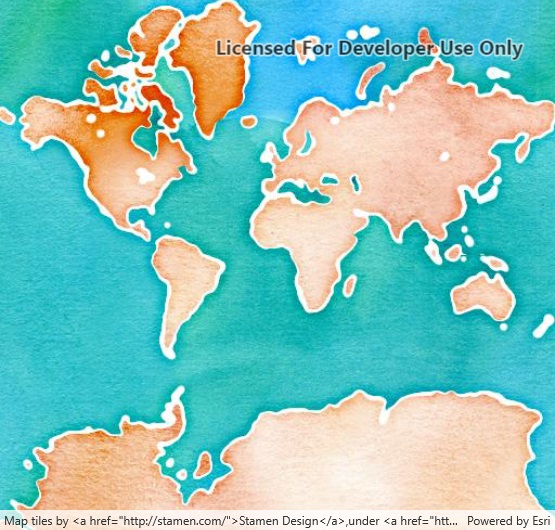 Licensed For Developer Use Only
Map tiles by <a href="http://stamen.com/">Stamen Design</a>,under <a href="htt... Powered by Esri